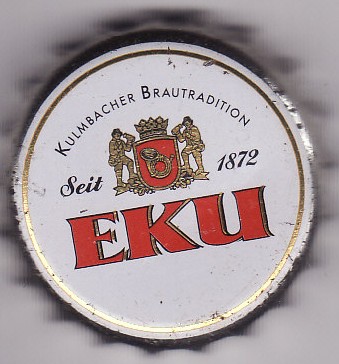 KULMBACHER BRAUTRADITION
Seit 1872
EKU